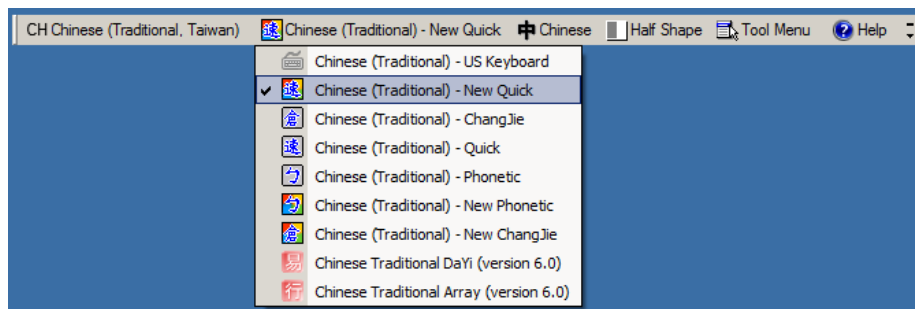 CH Chinese (Traditional, Taiwan) 速 Chinese (Traditional) - New Quick 中 Chinese Half Shape Tool Menu ? Help
Chinese (Traditional) - US Keyboard
速 Chinese (Traditional) - New Quick
倉 Chinese (Traditional) - ChangJie
速 Chinese (Traditional) - Quick
ㄅ Chinese (Traditional) - Phonetic
ㄅ Chinese (Traditional) - New Phonetic
倉 Chinese (Traditional) - New ChangJie
易 Chinese Traditional DaYi (version 6.0)
行 Chinese Traditional Array (version 6.0)